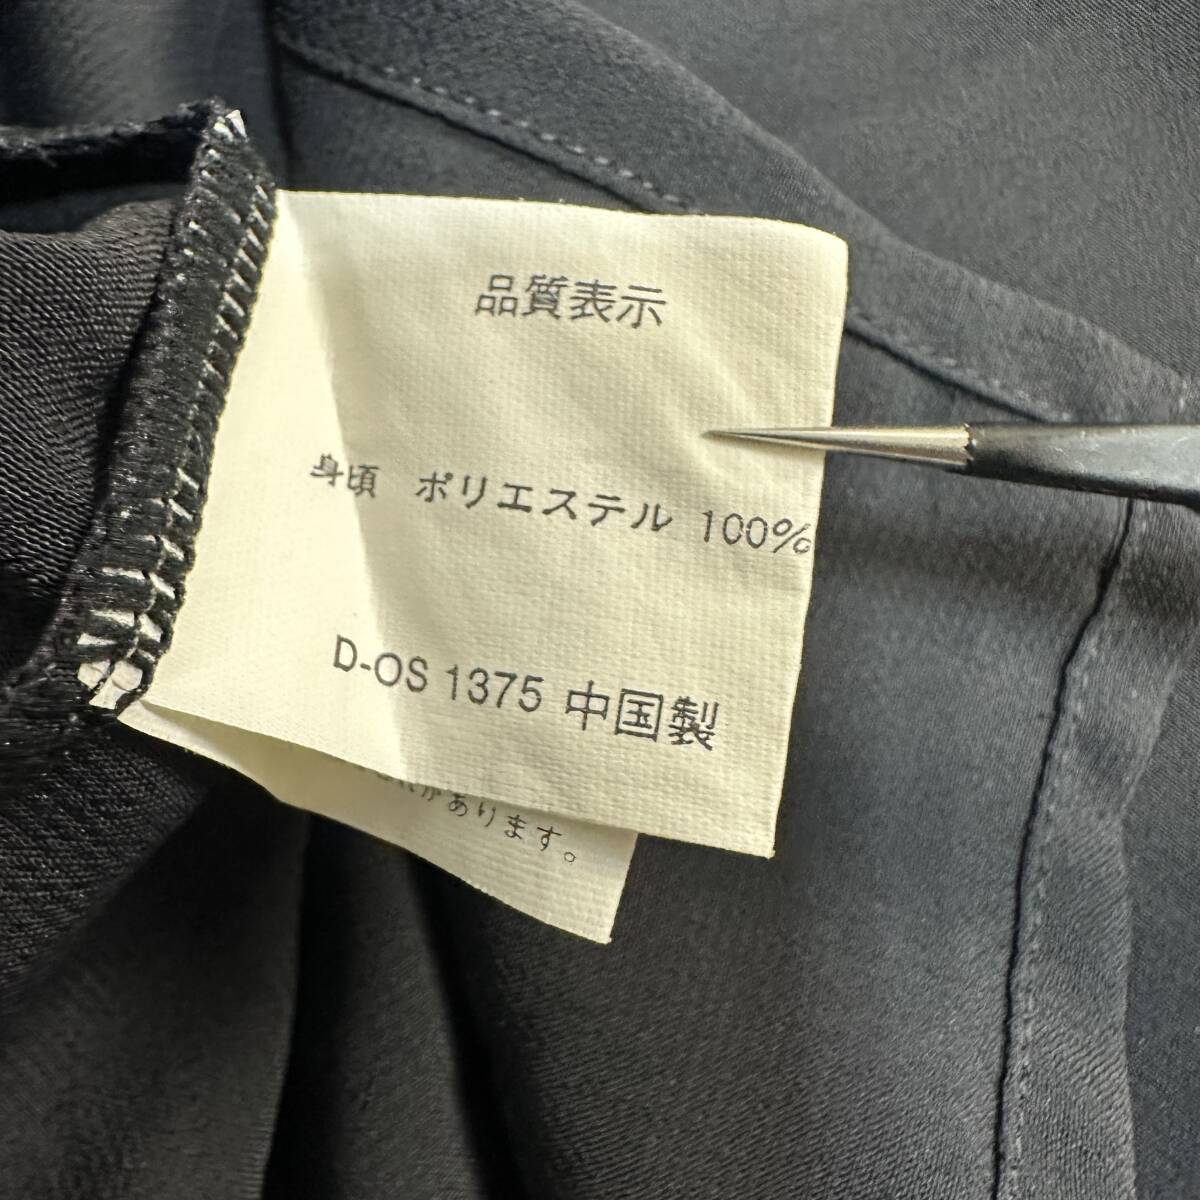 品質表示
身頃 ポリエステル 100%
D-OS 1375 中国製
があります。